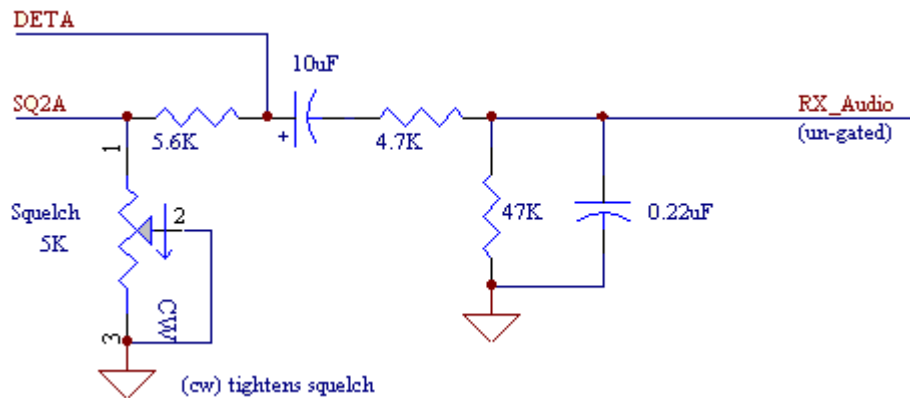 DETA
10uF
SQ2A
RX_Audio
+
5.6K
4.7K
(un-gated)
1
Squelch
2
47K
0.22uF
5K
CW
3
(cw) tightens squelch